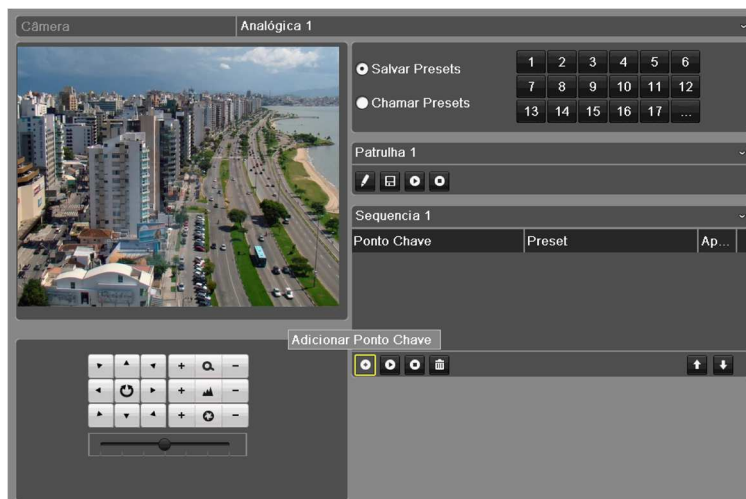 Câmera
Analógica 1
Salvar Presets
Chamar Presets
1 2 3 4 5 6
7 8 9 10 11 12
13 14 15 16 17 ...
Patrulha 1
Sequencia 1
Ponto Chave
Preset
Ap...
Adicionar Ponto Chave